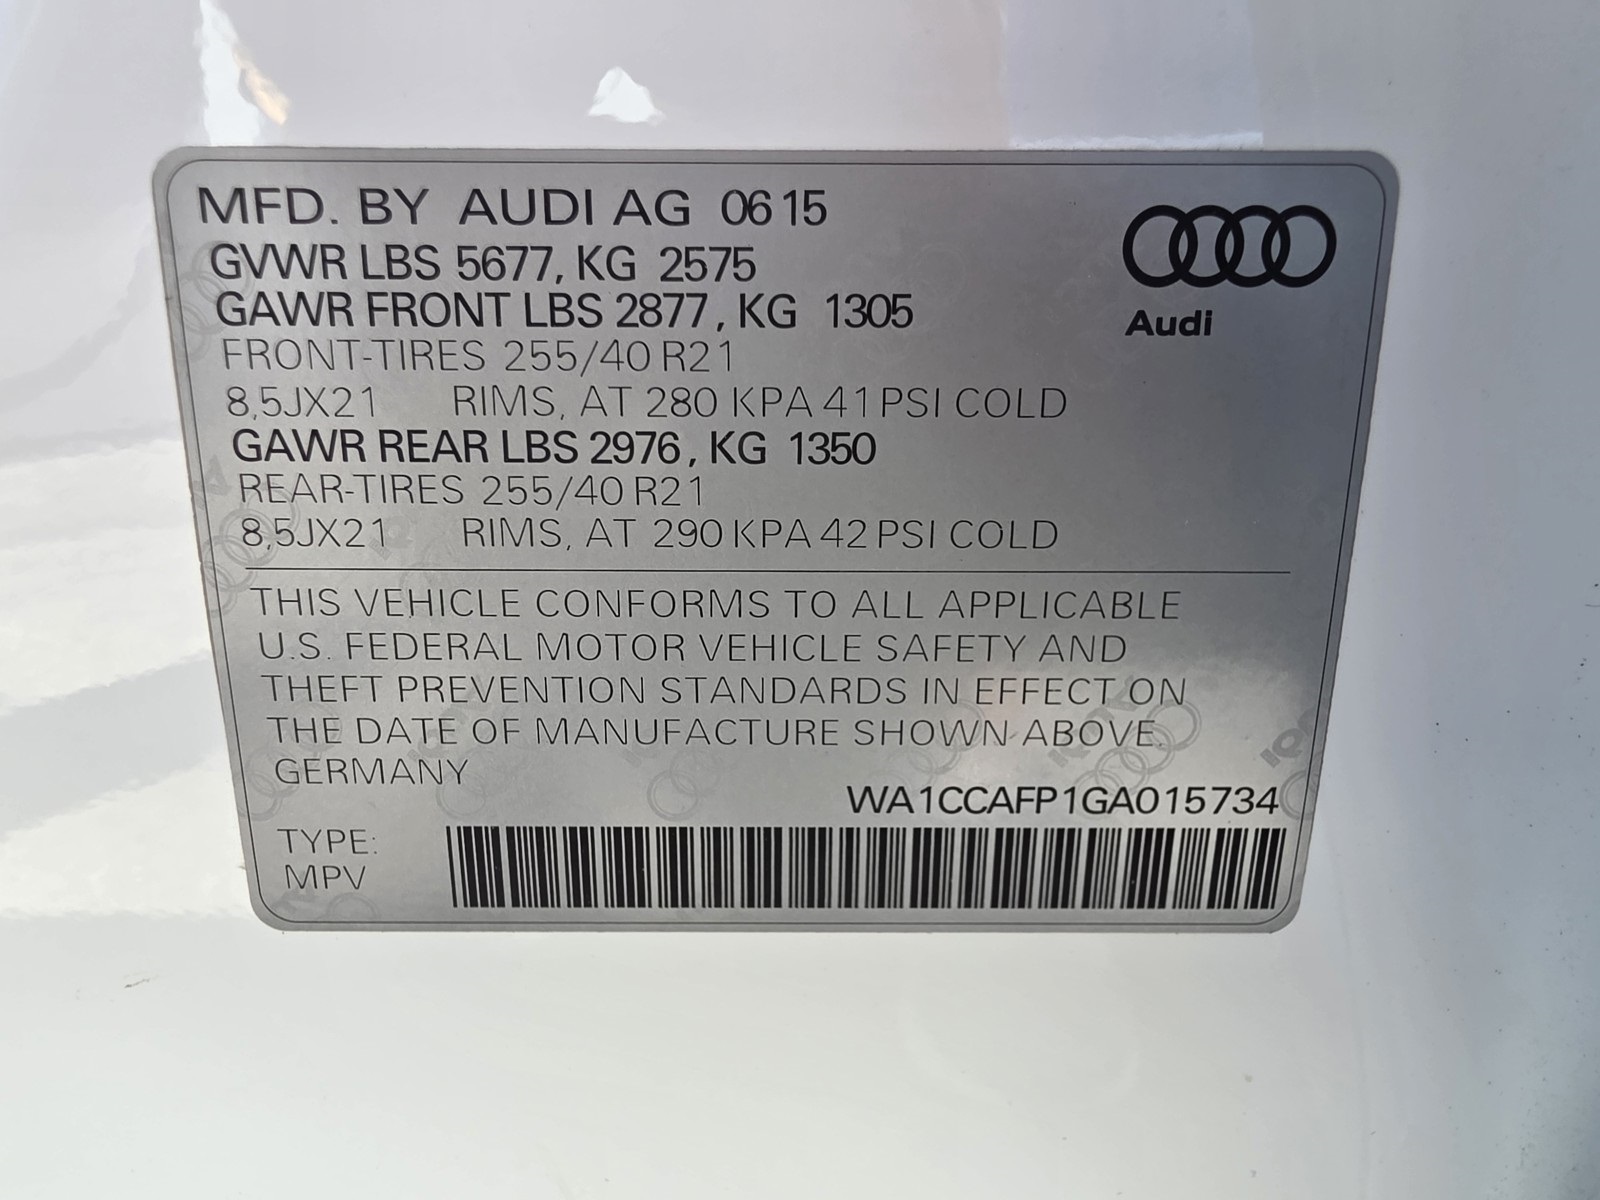 MFD. BY AUDI AG 06 15
GVWR LBS 5677, KG 2575
GAWR FRONT LBS 2877, KG 1305
FRONT-TIRES 255/40 R21
8,5JX21 RIMS, AT 280 KPA 41 PSI COLD
GAWR REAR LBS 2976, KG 1350
REAR-TIRES 255/40 R21
8,5JX21 RIMS, AT 290 KPA 42 PSI COLD
Audi
THIS VEHICLE CONFORMS TO ALL APPLICABLE
U.S. FEDERAL MOTOR VEHICLE SAFETY AND
THEFT PREVENTION STANDARDS IN EFFECT ON
THE DATE OF MANUFACTURE SHOWN ABOVE.
GERMANY
WA1CCAFP1GA015734
TYPE:
MPV